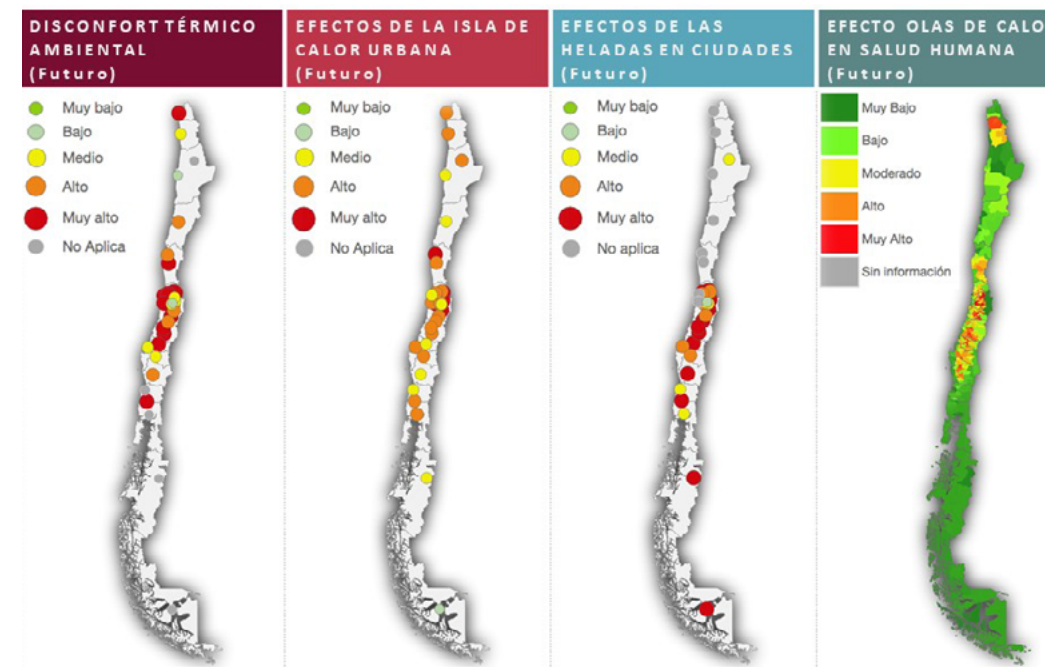 DISCONFORT TÉRMICO
AMBIENTAL
(Futuro)
Muy bajo
Bajo
Medio
Alto
Muy alto
No Aplica
EFECTOS DE LA ISLA DE
CALOR URBANA
(Futuro)
Muy bajo
Bajo
Medio
Alto
Muy alto
No Aplica
EFECTOS DE LAS
HELADAS EN CIUDADES
(Futuro)
Muy bajo
Bajo
Medio
Alto
Muy alto
No aplica
EFECTO OLAS DE CALO
EN SALUD HUMANA
(Futuro)
Muy Bajo
Bajo
Moderado
Alto
Muy Alto
Sin información